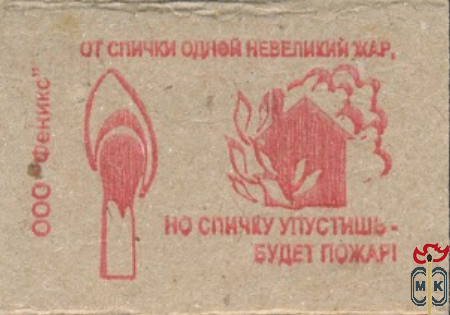 ОТ СПИЧКИ ОДНОЙ НЕВЕЛИКИЙ ЖАР,
ООО "Феникс"
НО СПИЧКУ УПУСТИШЬ -
БУДЕТ ПОЖАР!
МК